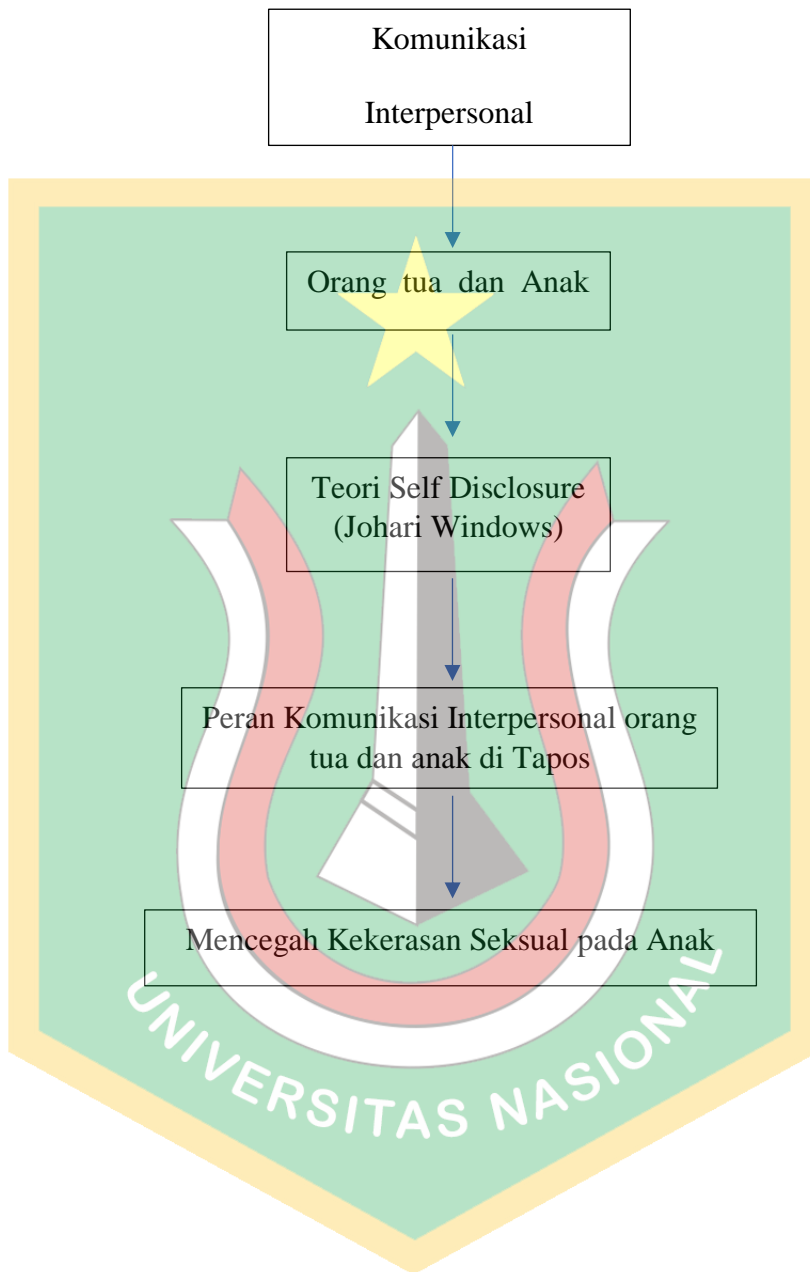 Komunikasi
Interpersonal
Orang tua dan Anak
Teori Self Disclosure
(Johari Windows)
Peran Komunikasi Interpersonal orang
tua dan anak di Tapos
Mencegah Kekerasan Seksual pada Anak
UNIVERSITAS NASIONAL